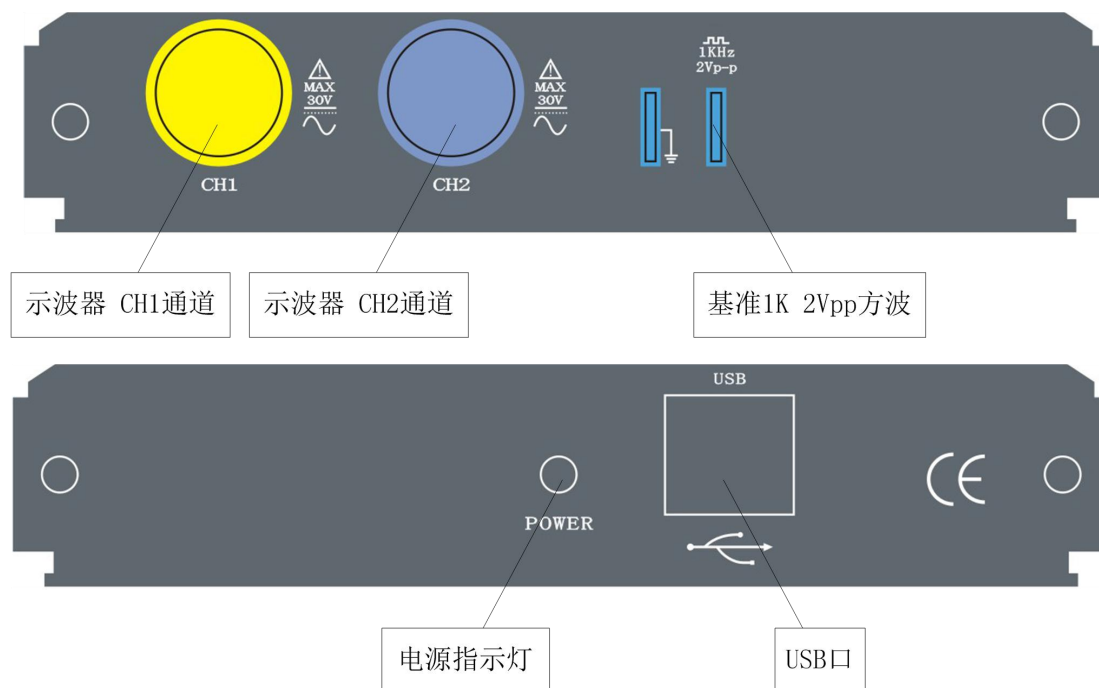 1KHz
2Vp-p
MAX
30V
MAX
30V
CH1
CH2
示波器 CH1通道
示波器 CH2通道
基准1K 2Vpp方波
USB
CE
POWER
电源指示灯
USB口